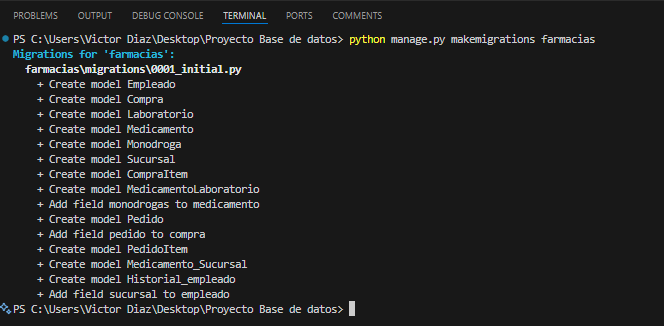 PROBLEMS OUTPUT DEBUG CONSOLE TERMINAL PORTS COMMENTS
PS C:\Users\Victor Diaz\Desktop\Proyecto Base de datos> python manage.py makemigrations farmacias
Migrations for 'farmacias':
farmacias\migrations\0001_initial.py
+ Create model Empleado
+ Create model Compra
+ Create model Laboratorio
+ Create model Medicamento
+ Create model Monodroga
+ Create model Sucursal
+ Create model CompraItem
+ Create model MedicamentoLaboratorio
+ Add field monodrogas to medicamento
+ Create model Pedido
+ Add field pedido to compra
+ Create model PedidoItem
+ Create model Medicamento_Sucursal
+ Create model Historial_empleado
+ Add field sucursal to empleado
PS C:\Users\Victor Diaz\Desktop\Proyecto Base de datos>